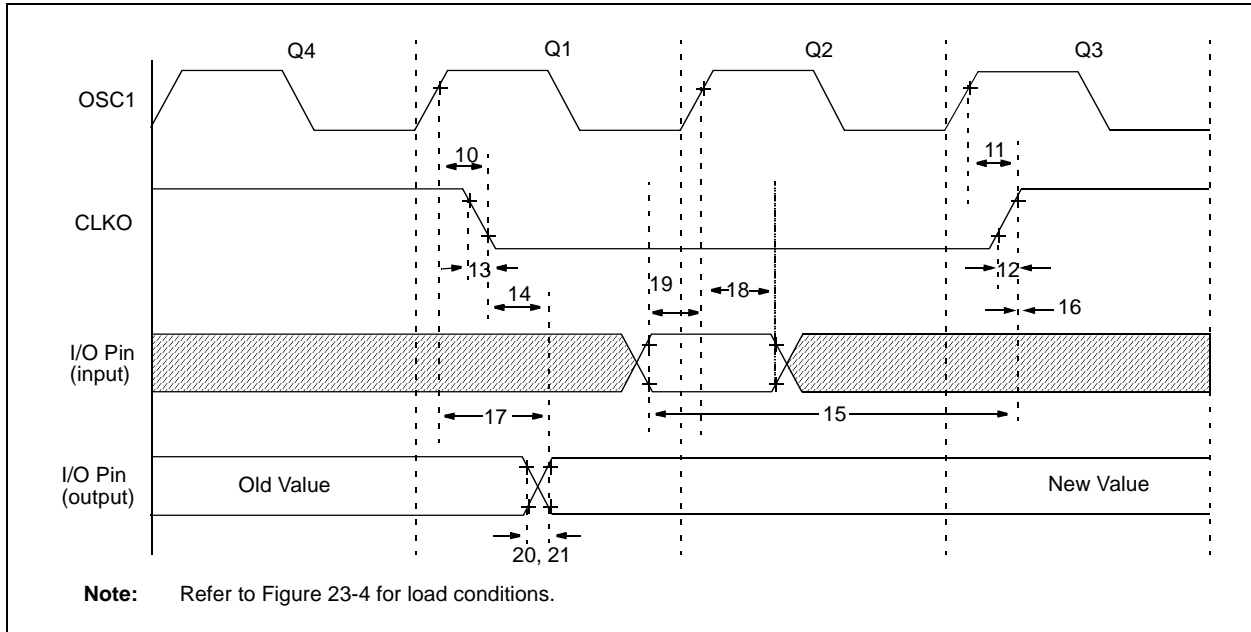 Q4 Q1 Q2 Q3
OSC1
10 11
CLKO
13 12
14 19 18 16
I/O Pin
(input)
17 15
I/O Pin
(output)
Old Value New Value
20, 21
Note: Refer to Figure 23-4 for load conditions.